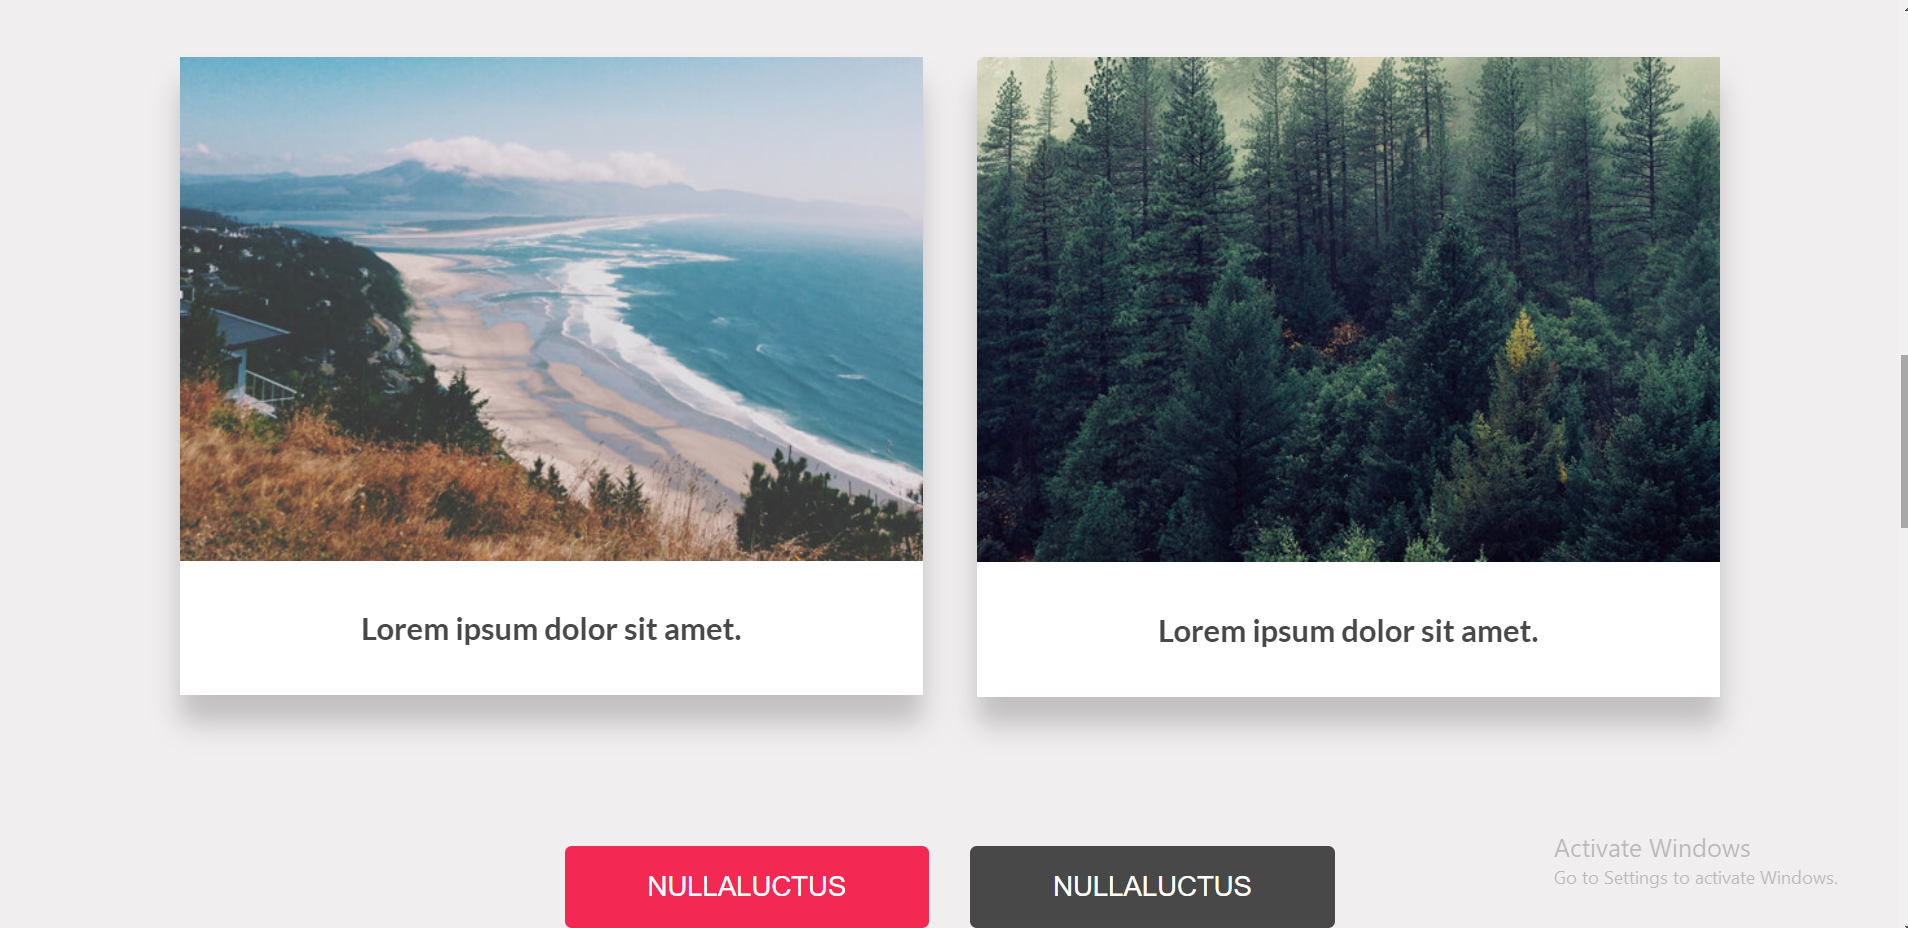 Lorem ipsum dolor sit amet.
Lorem ipsum dolor sit amet.
NULLALUCTUS
NULLALUCTUS
Activate Windows
Go to Settings to activate Windows.